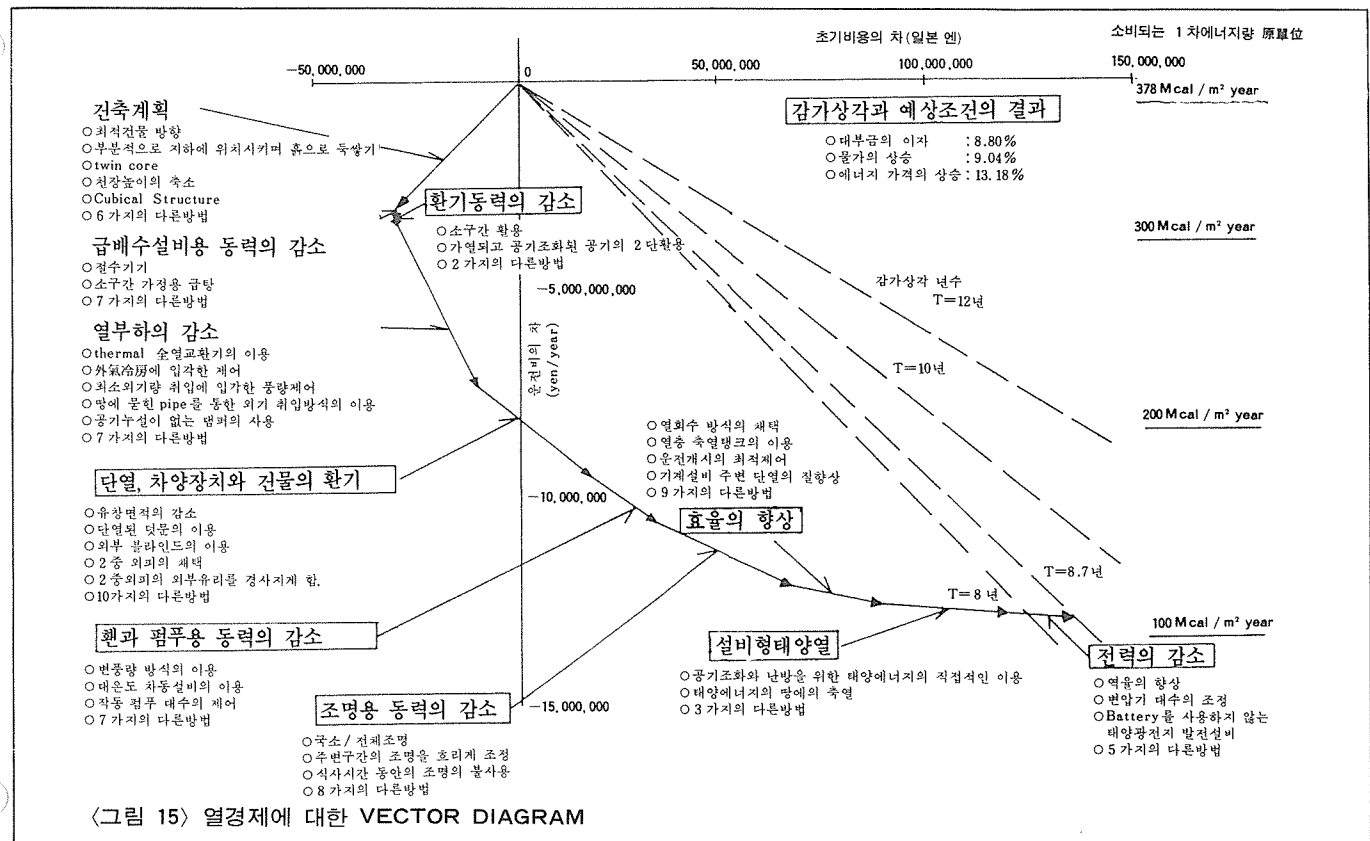 초기비용의 차(일본 엔)
소비되는 1차에너지량 原單位
−50,000,000
0
50,000,000
100,000,000
150,000,000
378 Mcal / m² year
건축계획
○최적건물 방향
○부분적으로 지하에 위치시키며 흙으로 둑쌓기
○twin core
○천장높이의 축소
○Cubical Structure
○6가지의 다른방법
감가상각과 예상조건의 결과
○대부금의 이자 : 8.80%
○물가의 상승 : 9.04%
○에너지 가격의 상승 : 13.18%
환기동력의 감소
○소구간 활용
○가열되고 공기조화된 공기의 2단활용
○2가지의 다른방법
300 Mcal / m² year
급배수설비용 동력의 감소
○절수기기
○소구간 가정용 급탕
○7가지의 다른방법
−5,000,000,000
감가상각 년수
T=12년
열부하의 감소
○thermal 全열교환기의 이용
○外氣冷房에 입각한 제어
○최소외기량 취입에 입각한 풍량제어
○땅에 묻힌 pipe를 통한 외기 취입방식의 이용
○공기누설이 없는 댐퍼의 사용
○7가지의 다른방법
운전비의 차
(yen/year)
T=10년
200 Mcal / m² year
○열회수 방식의 채택
○열층 축열탱크의 이용
○운전개시의 최적제어
○기계설비 주변 단열의 질향상
○9가지의 다른방법
효율의 향상
단열, 차양장치와 건물의 환기
○유창면적의 감소
○단열된 덧문의 이용
○외부 블라인드의 이용
○2중 외피의 채택
○2중외피의 외부유리를 경사지게 함.
○10가지의 다른방법
−10,000,000
T=8.7년
T=8년
100 Mcal / m² year
휀과 펌푸용 동력의 감소
○변풍량 방식의 이용
○대온도 차동설비의 이용
○작동 펌푸 대수의 제어
○7가지의 다른방법
설비형태양열
○공기조화와 난방을 위한 태양에너지의 직접적인 이용
○태양에너지의 땅에의 축열
○3가지의 다른방법
전력의 감소
○역율의 향상
○변압기 대수의 조정
○Battery를 사용하지 않는
태양광전지 발전설비
○5가지의 다른방법
조명용 동력의 감소
−15,000,000
○국소/전체조명
○주변구간의 조명을 흐리게 조정
○식사시간 동안의 조명의 불사용
○8가지의 다른방법
〈그림 15〉 열경제에 대한 VECTOR DIAGRAM